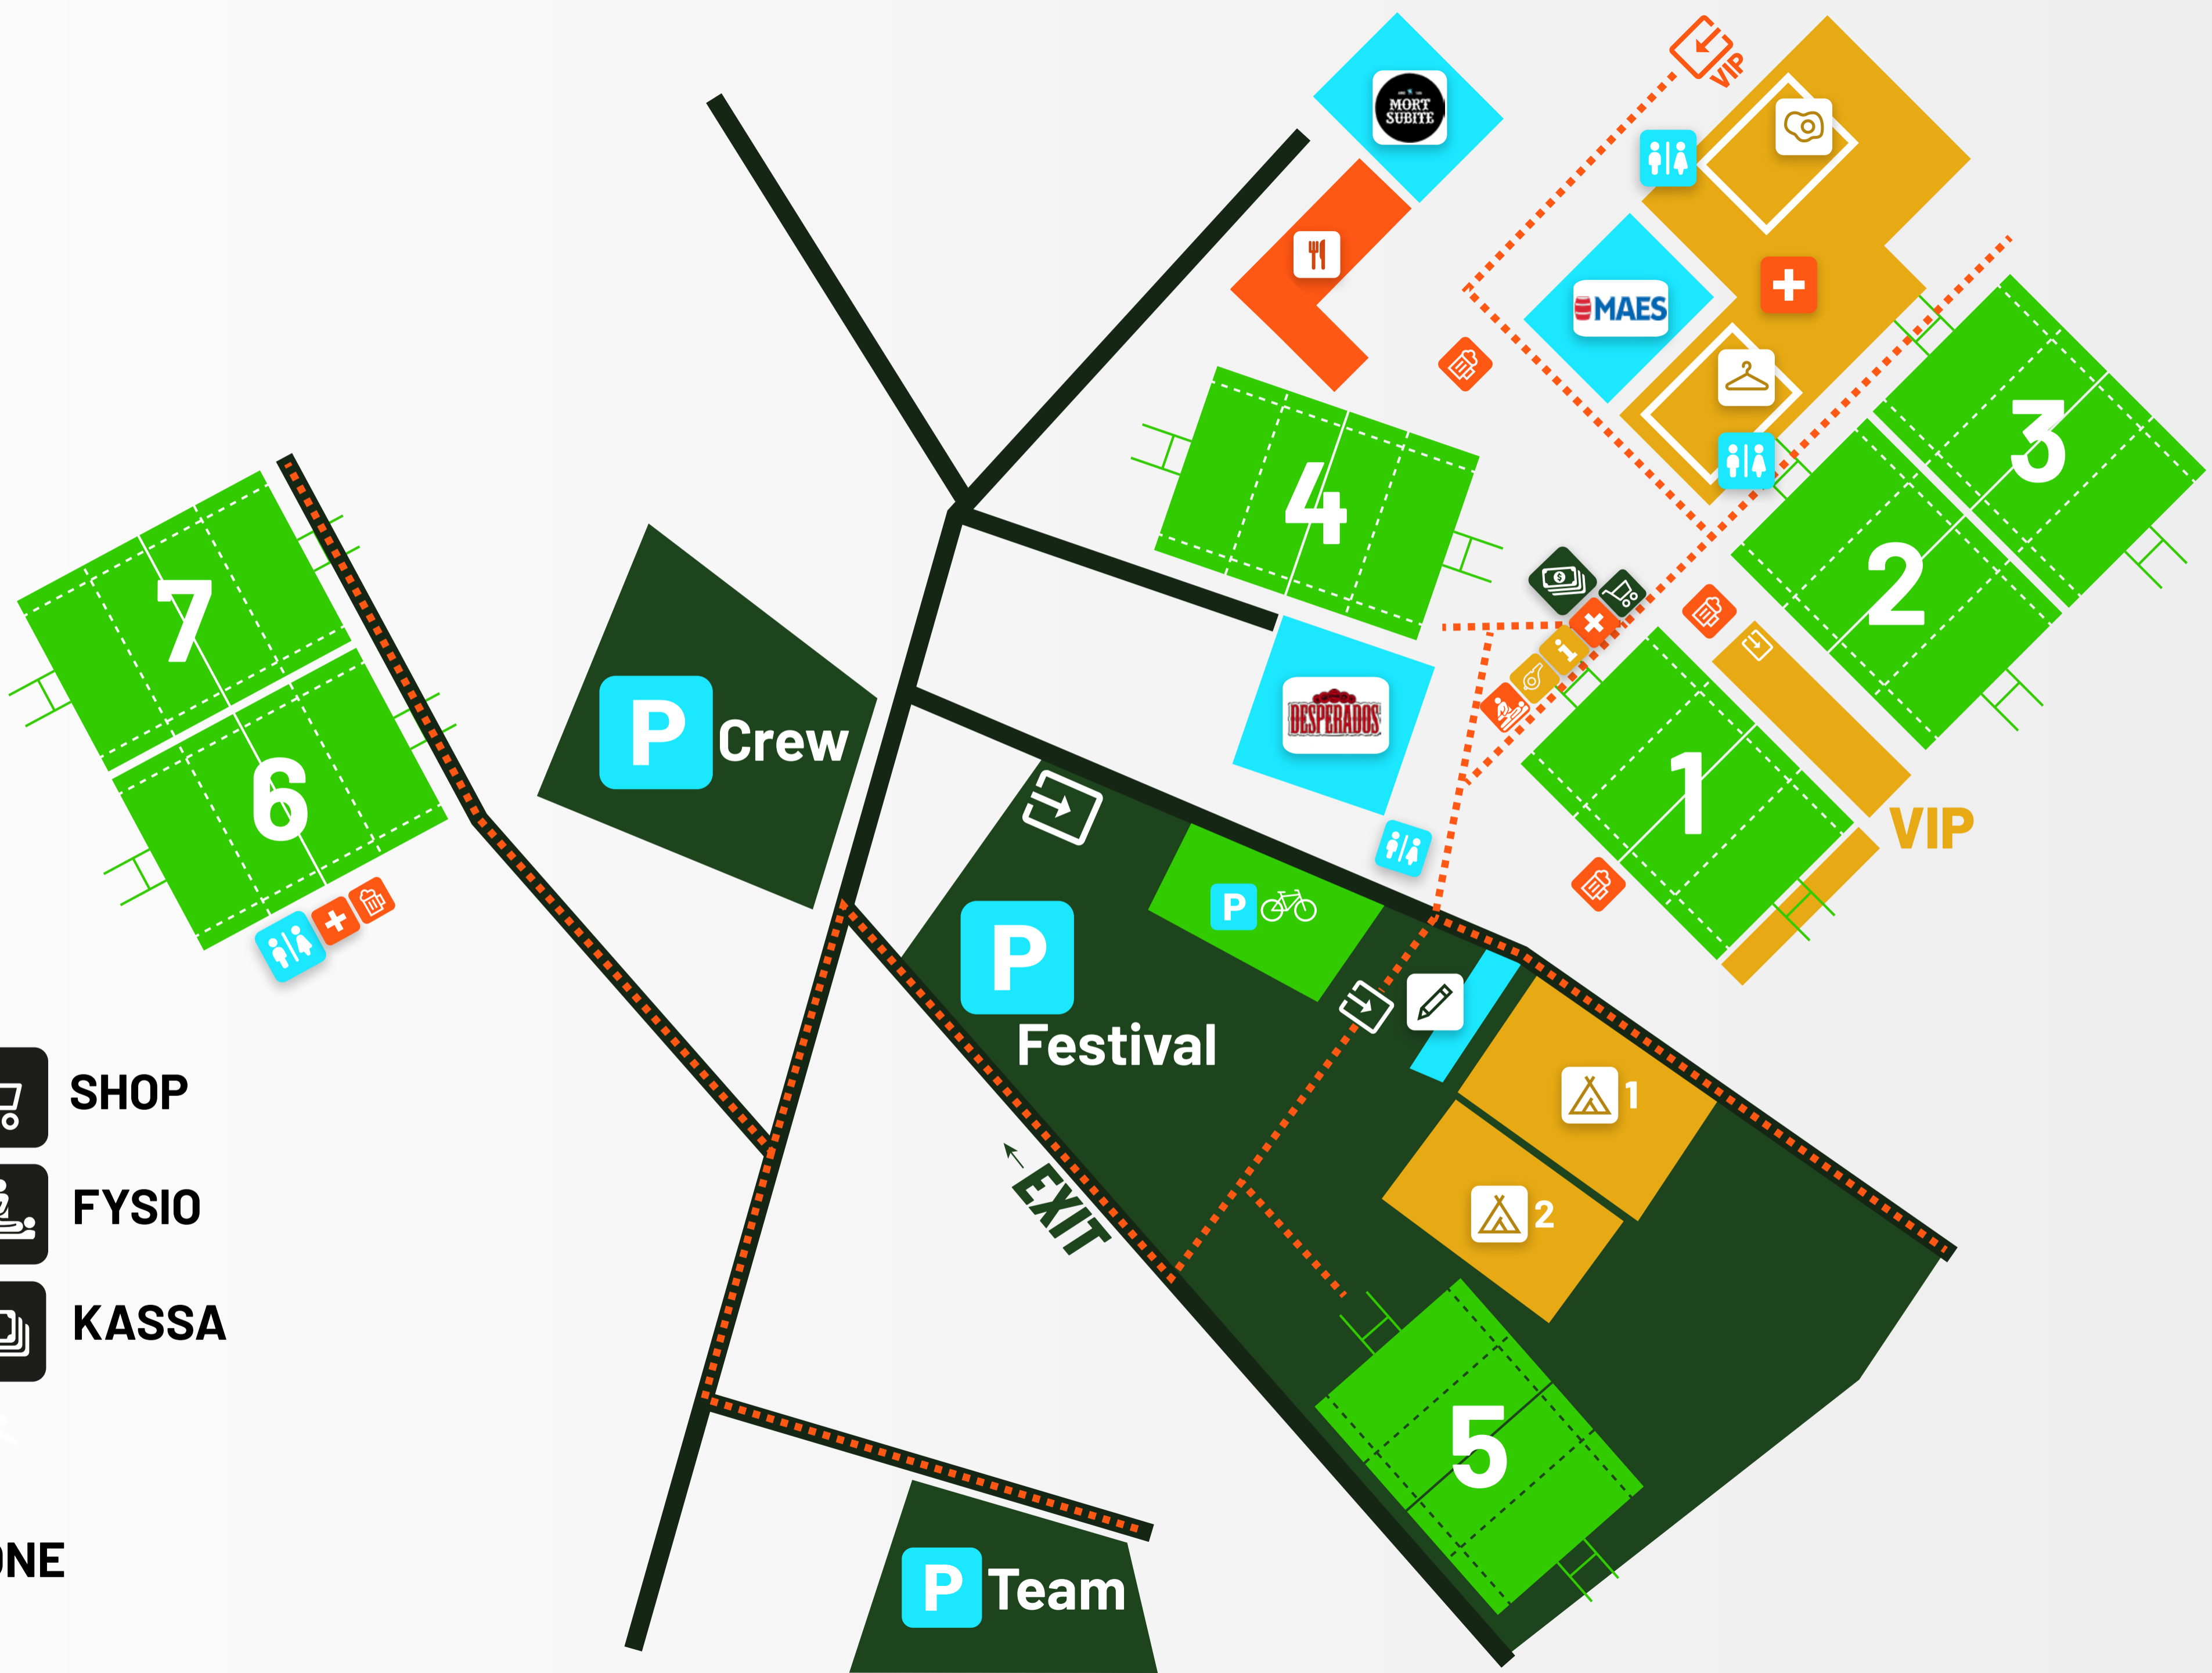 MORT
SUBITE
VIP
MAES
3
4
2
7
DESPERADOS
P Crew
6
1
VIP
P
P
Festival
1
SHOP
EXIT
2
FYSIO
KASSA
5
NE
P Team